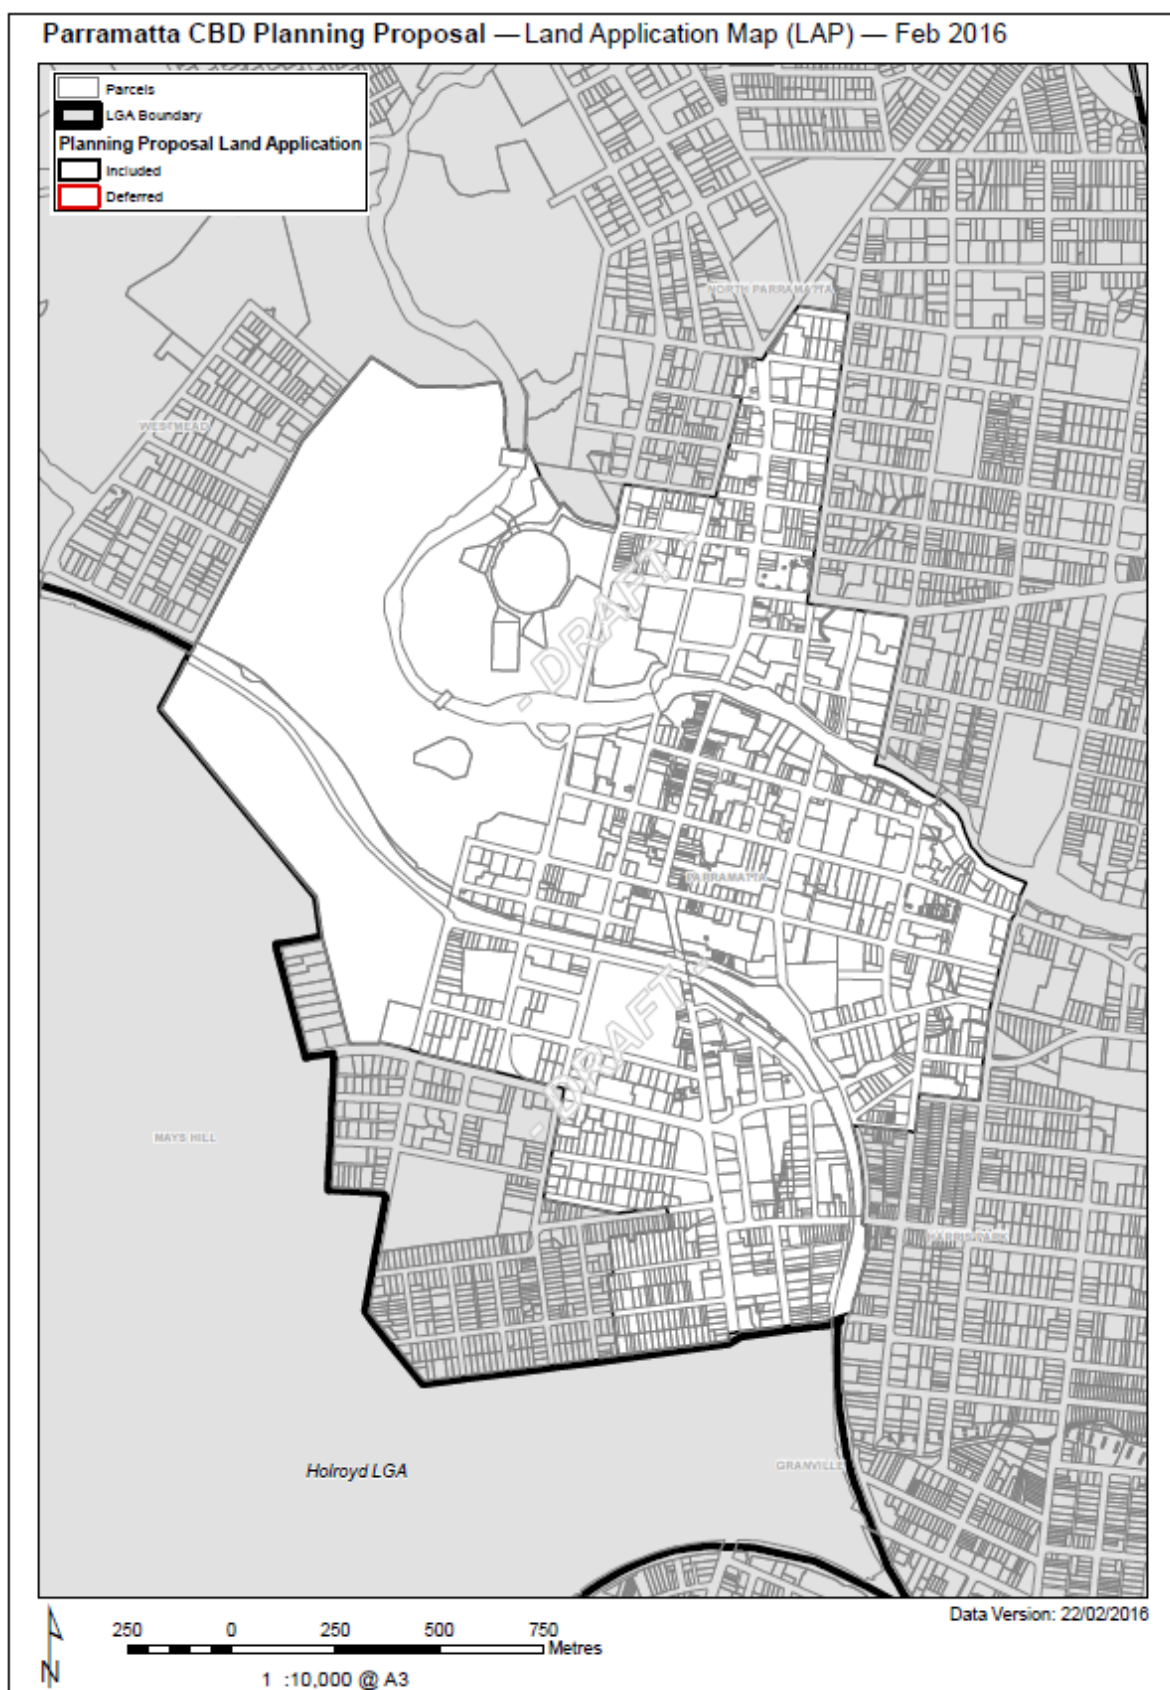 Parramatta CBD Planning Proposal — Land Application Map (LAP) — Feb 2016
Parcels
LGA Boundary
Planning Proposal Land Application
Included
Deferred
NORTH PARRAMATTA
WESTMEAD
- DRAFT -
PARRAMATTA
- DRAFT -
MAYS HILL
HARRIS PARK
Holroyd LGA
GRANVILLE
Data Version: 22/02/2016
N
250 0 250 500 750
Metres
1 :10,000 @ A3